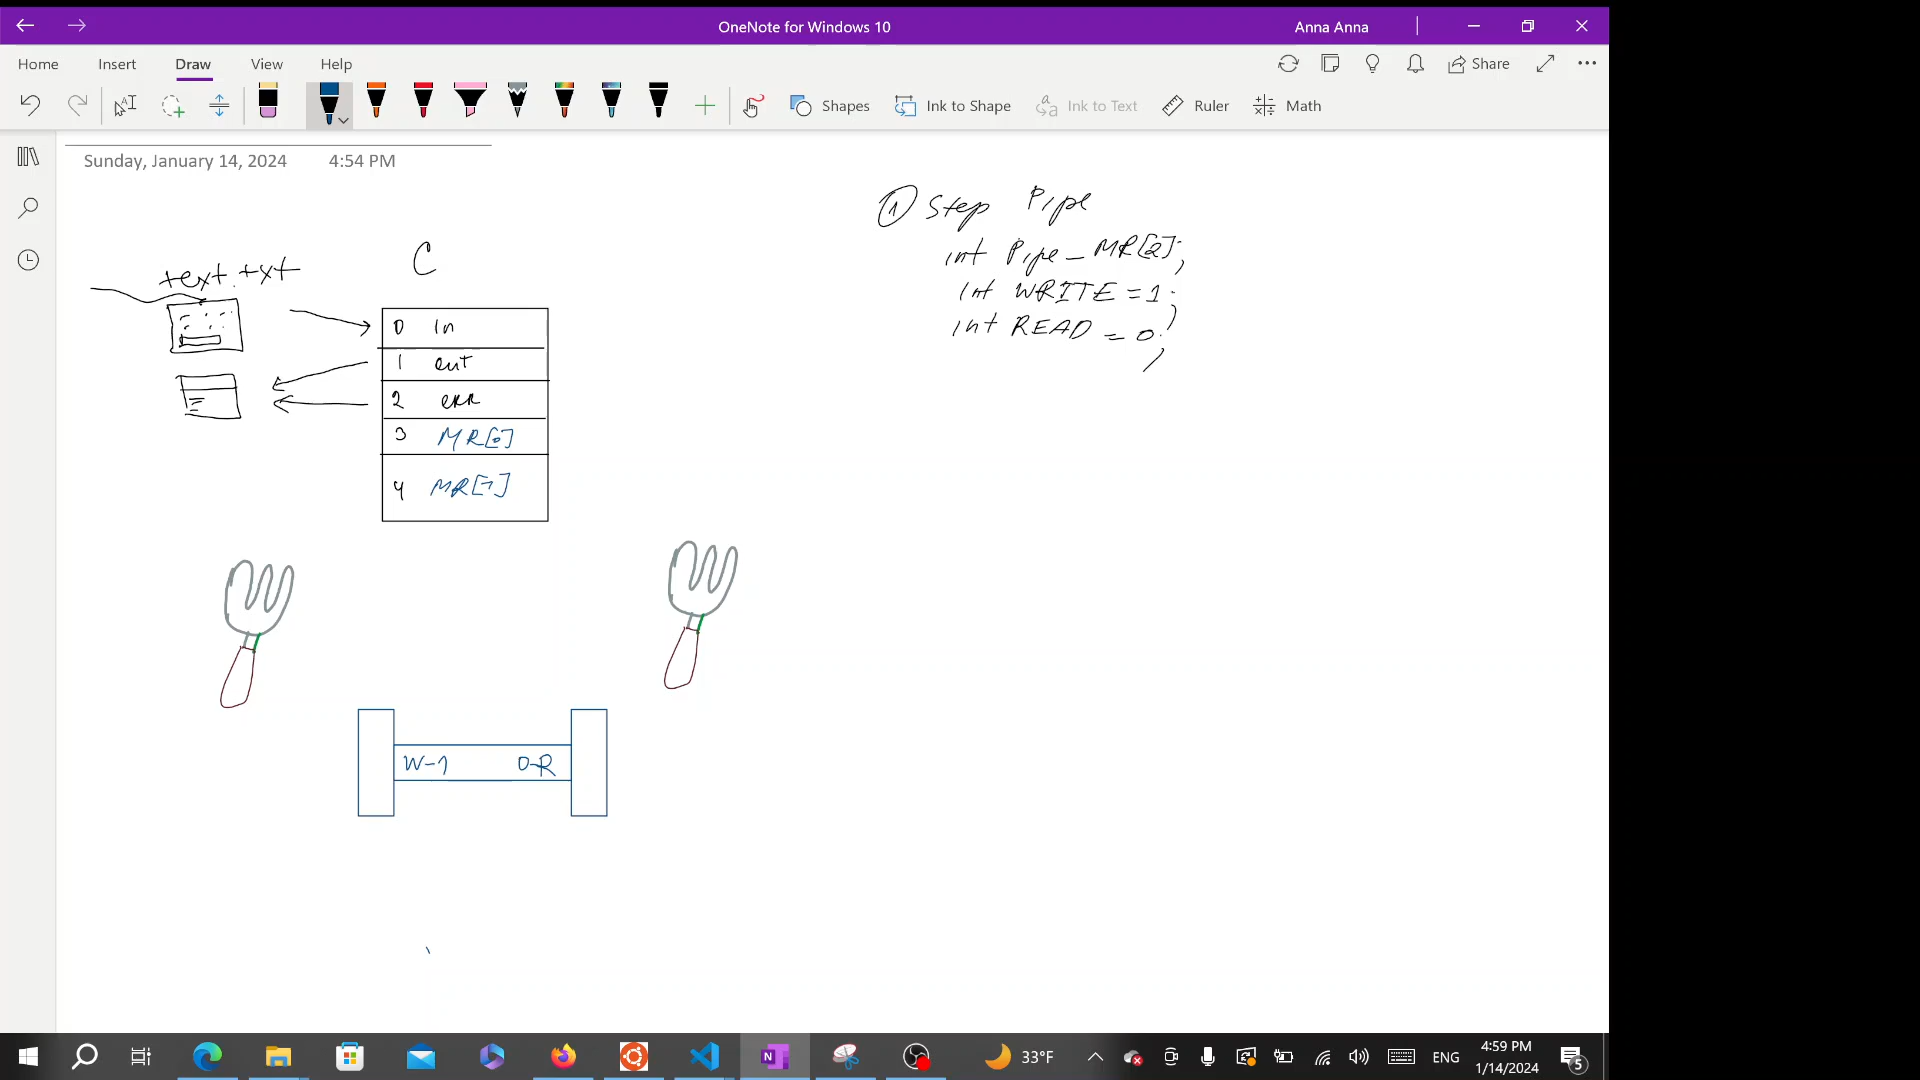 OneNote for Windows 10
Anna Anna
Home Insert Draw View Help
Share
Shapes Ink to Shape Ink to Text Ruler Math
Sunday, January 14, 2024 4:54 PM
① Step Pipe
int Pipe_MR[2];
int WRITE = 1;
int READ = 0;
text.txt
C
0 in
1 out
2 err
3 MR[0]
4 MR[1]
W-1 0-R
33°F
ENG
4:59 PM
1/14/2024
5